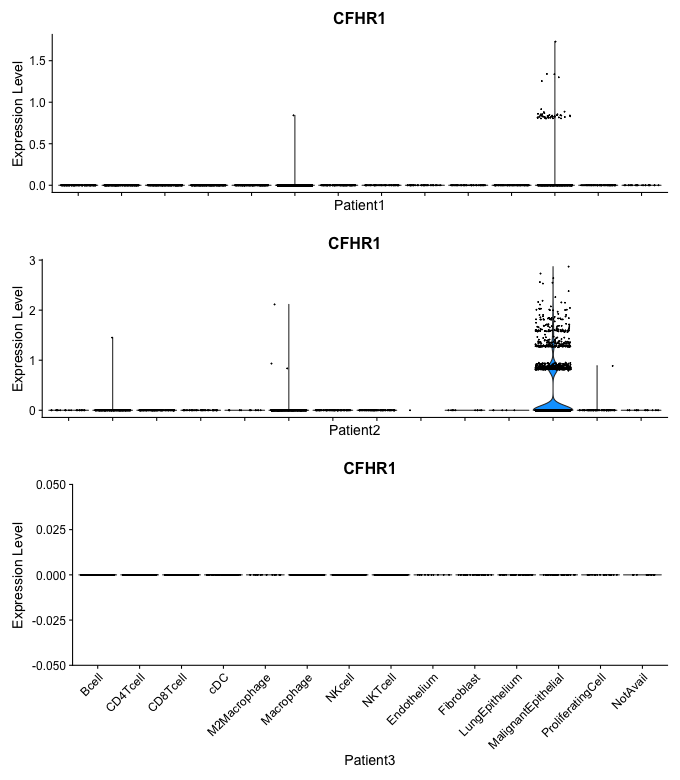 CFHR1
Expression Level
1.5
1.0
0.5
0.0
Patient1
CFHR1
Expression Level
3
2
1
0
Patient2
CFHR1
Expression Level
0.050
0.025
0.000
-0.025
-0.050
Bcell
CD4Tcell
CD8Tcell
cDC
M2Macrophage
Macrophage
NKcell
NKTcell
Endothelium
Fibroblast
LungEpithelium
MalignantEpithelial
ProliferatingCell
NotAvail
Patient3